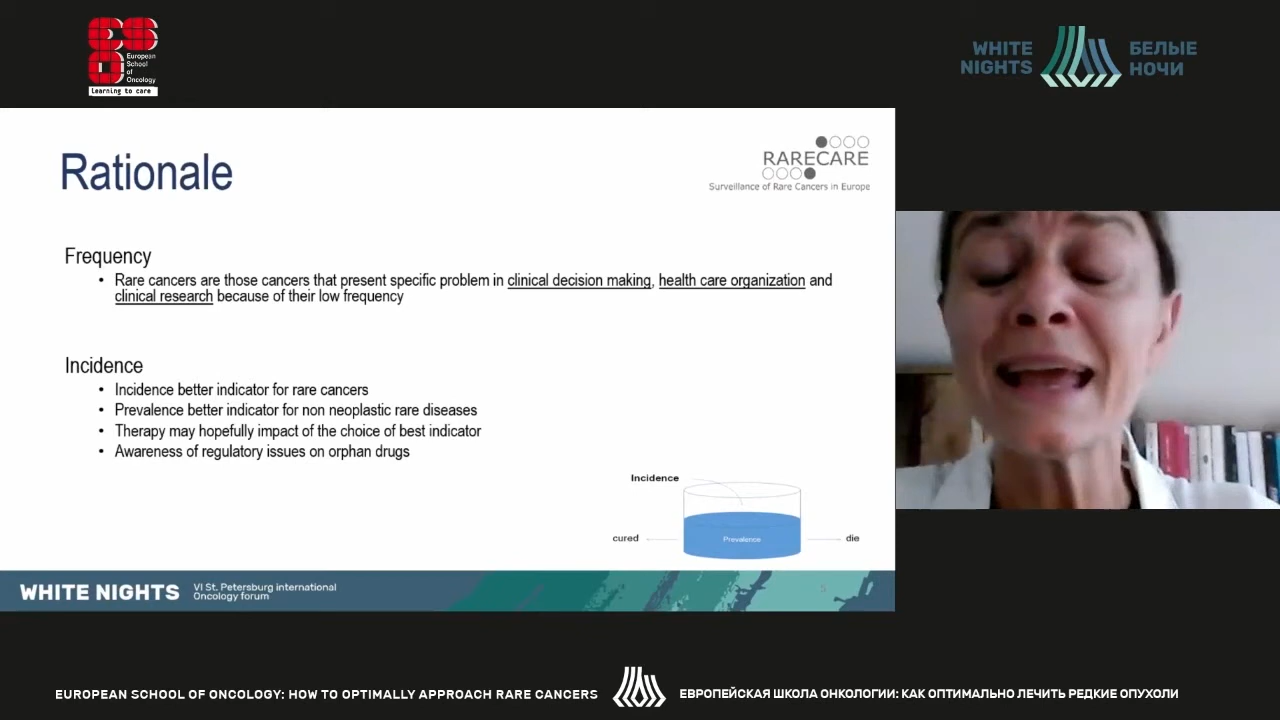 European
School
of
Oncology
Learning to care
WHITE
NIGHTS
БЕЛЫЕ
НОЧИ
Rationale
RARECARE
Surveillance of Rare Cancers in Europe
Frequency
• Rare cancers are those cancers that present specific problem in clinical decision making, health care organization and
clinical research because of their low frequency
Incidence
• Incidence better indicator for rare cancers
• Prevalence better indicator for non neoplastic rare diseases
• Therapy may hopefully impact of the choice of best indicator
• Awareness of regulatory issues on orphan drugs
Incidence
cured
Prevalence
die
WHITE NIGHTS
VI St. Petersburg international
Oncology forum
5
EUROPEAN SCHOOL OF ONCOLOGY: HOW TO OPTIMALLY APPROACH RARE CANCERS
ЕВРОПЕЙСКАЯ ШКОЛА ОНКОЛОГИИ: КАК ОПТИМАЛЬНО ЛЕЧИТЬ РЕДКИЕ ОПУХОЛИ